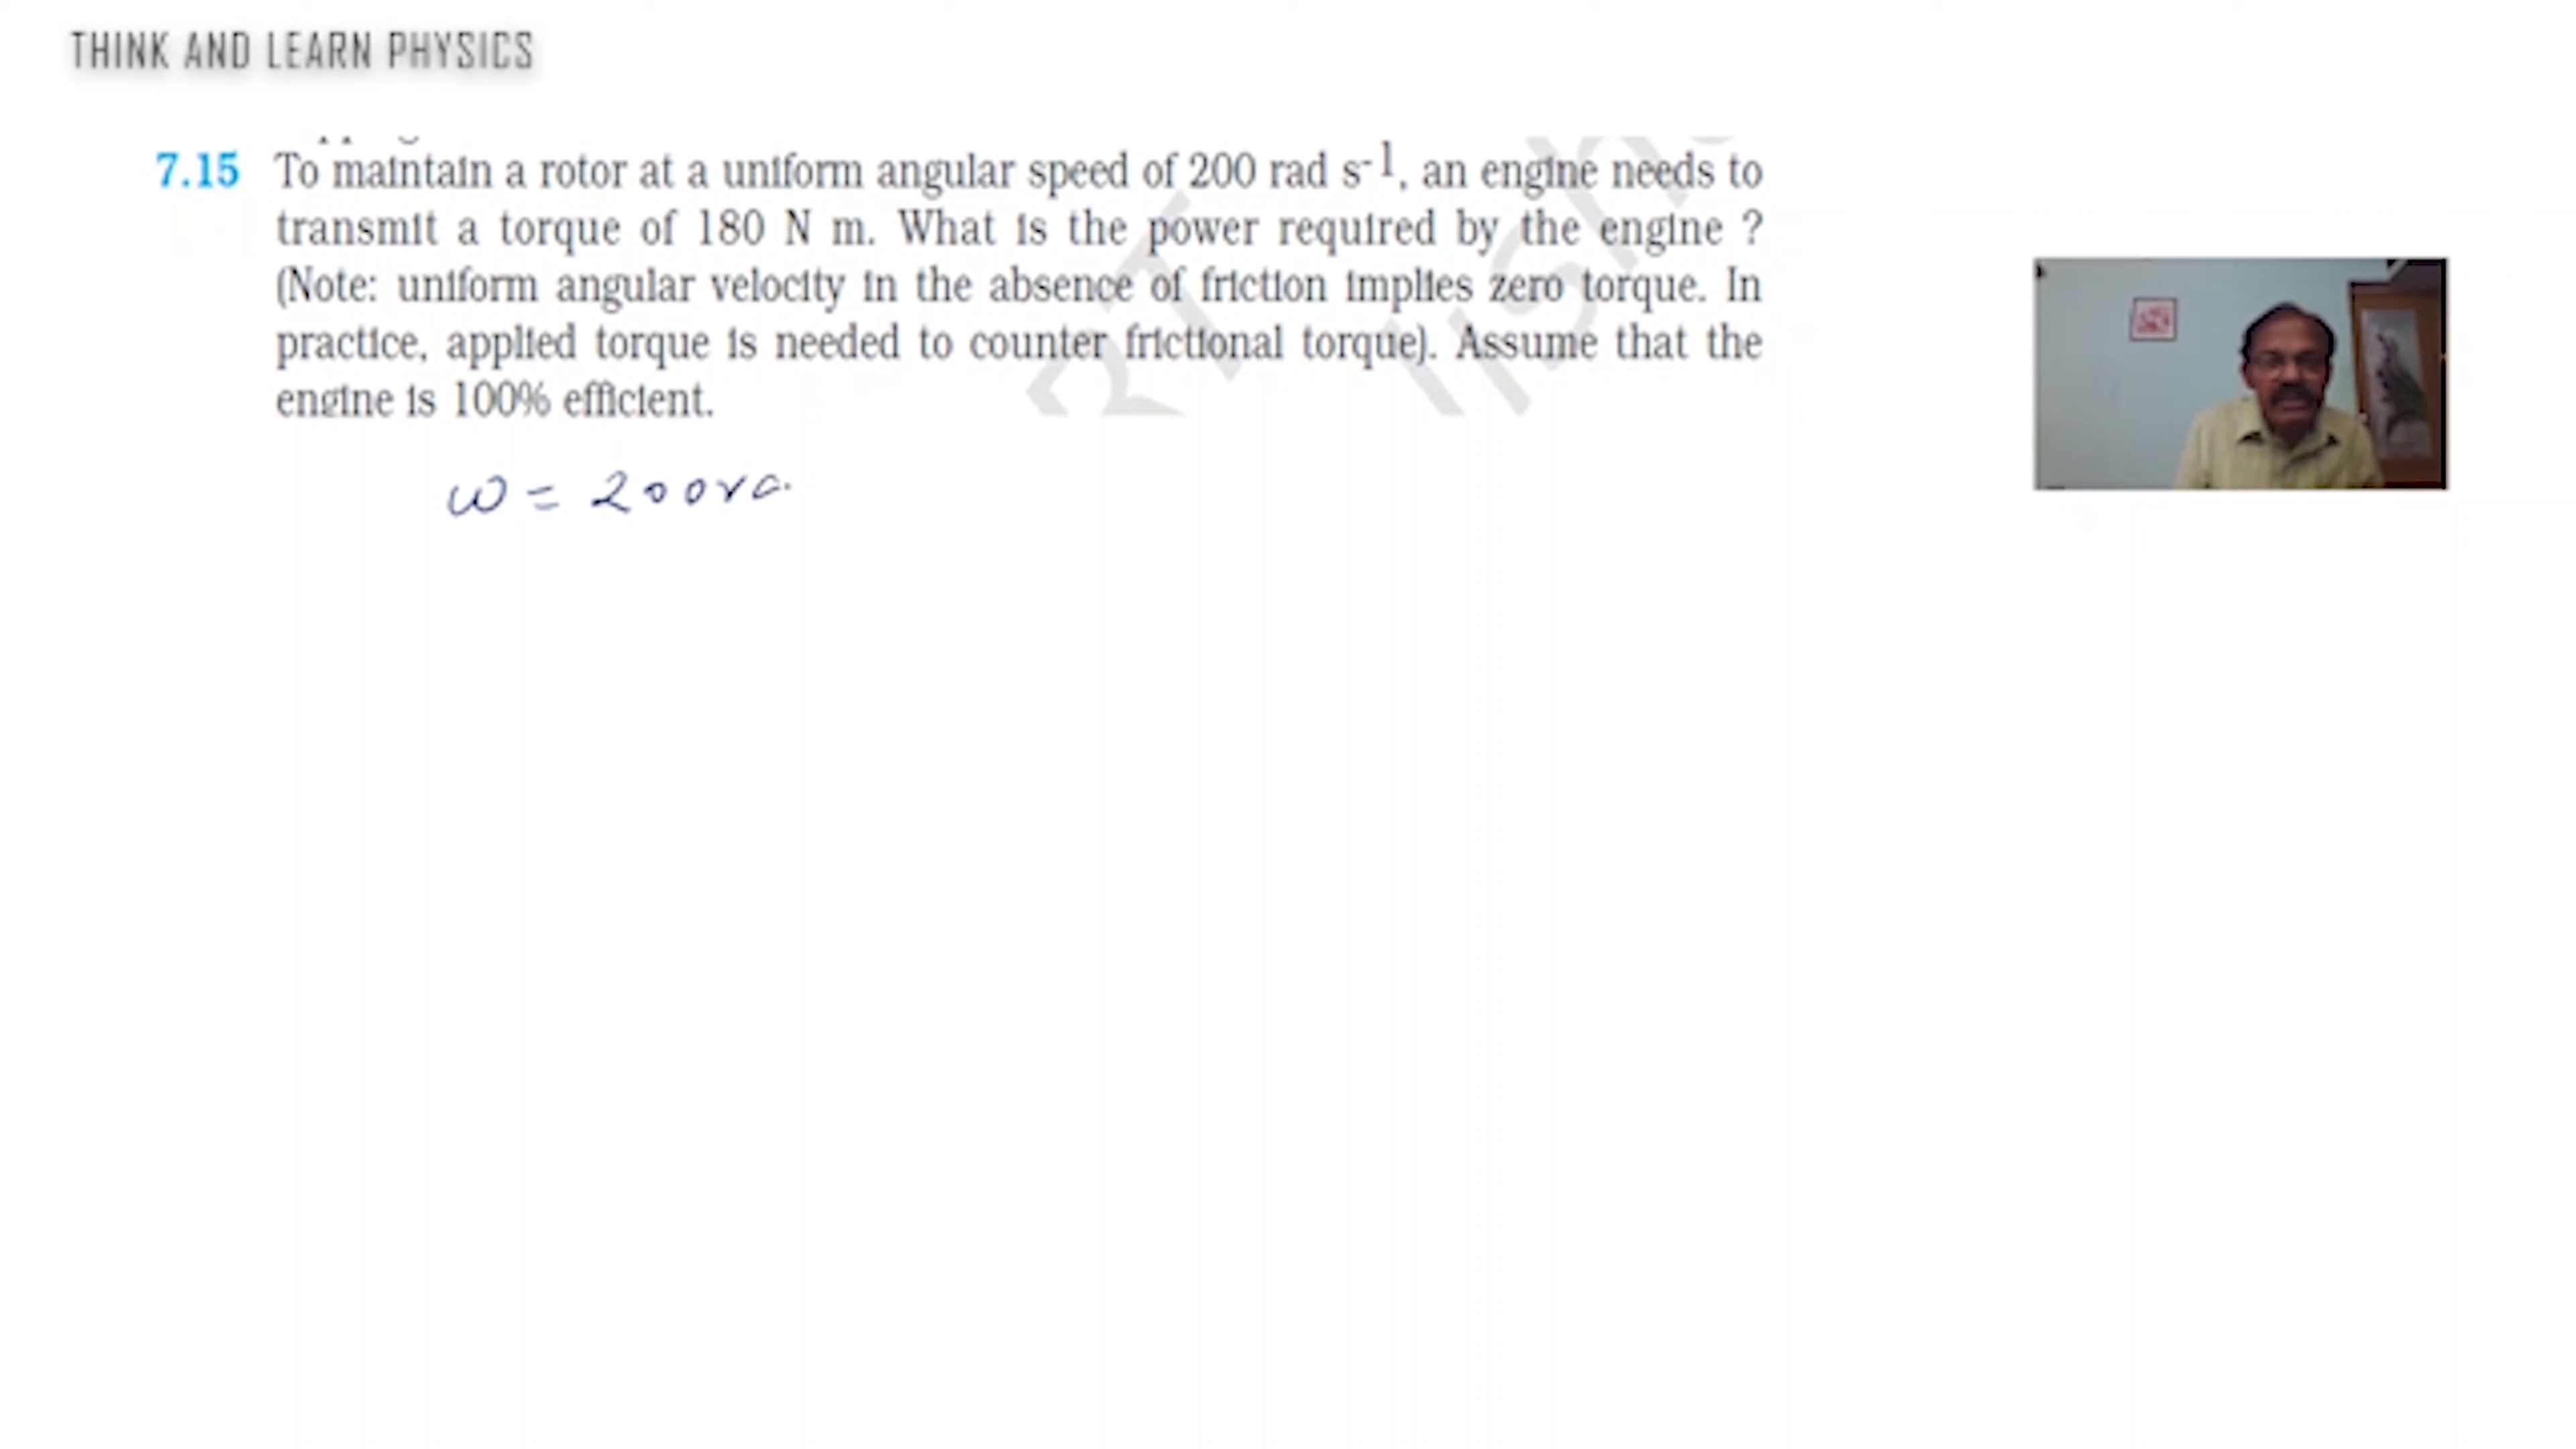 THINK AND LEARN PHYSICS
7.15 To maintain a rotor at a uniform angular speed of 200 rad s⁻¹, an engine needs to
transmit a torque of 180 N m. What is the power required by the engine ?
(Note: uniform angular velocity in the absence of friction implies zero torque. In
practice, applied torque is needed to counter frictional torque). Assume that the
engine is 100% efficient.
ω = 200 ra